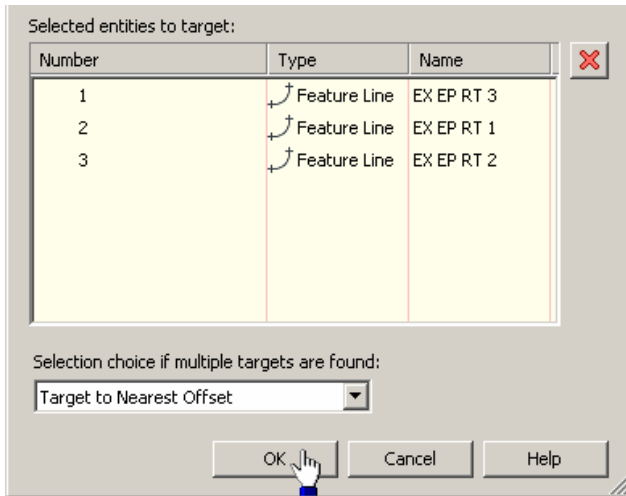 Selected entities to target:
Number Type Name
1 Feature Line EX EP RT 3
2 Feature Line EX EP RT 1
3 Feature Line EX EP RT 2
Selection choice if multiple targets are found:
Target to Nearest Offset
OK Cancel Help